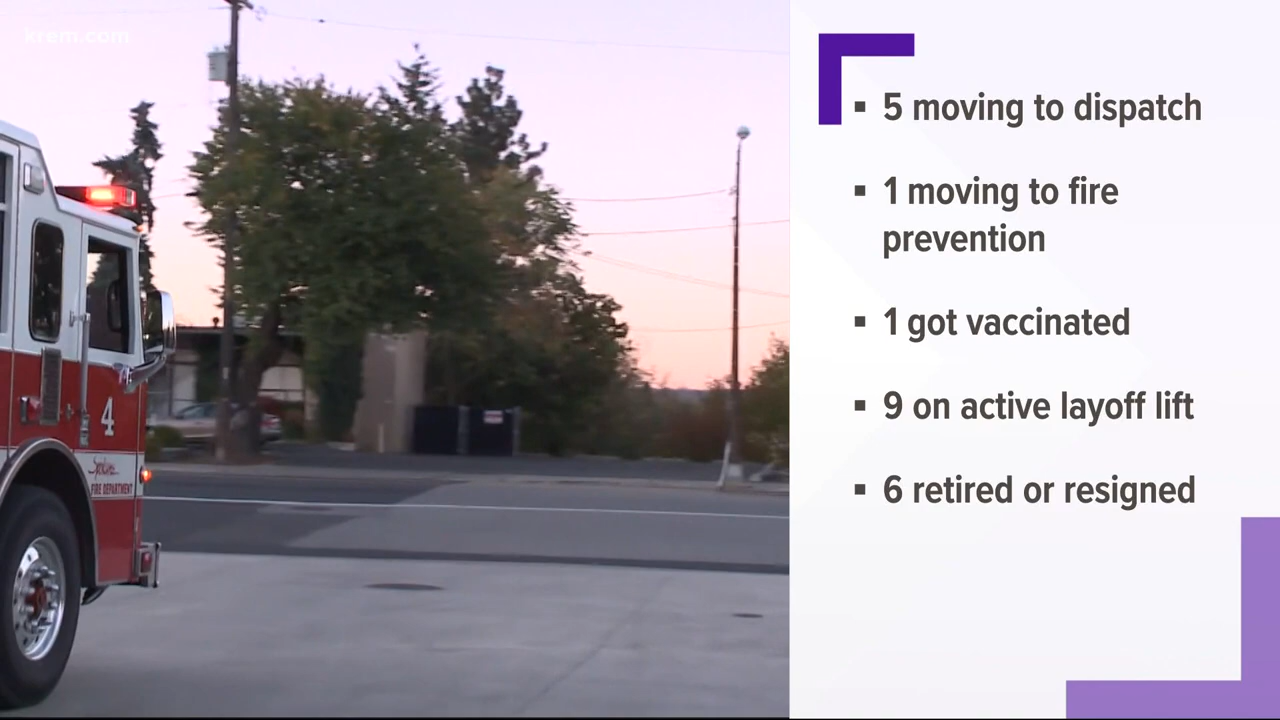 krem.com
▪ 5 moving to dispatch
▪ 1 moving to fire
prevention
▪ 1 got vaccinated
▪ 9 on active layoff lift
▪ 6 retired or resigned
4
Spokane
FIRE DEPARTMENT